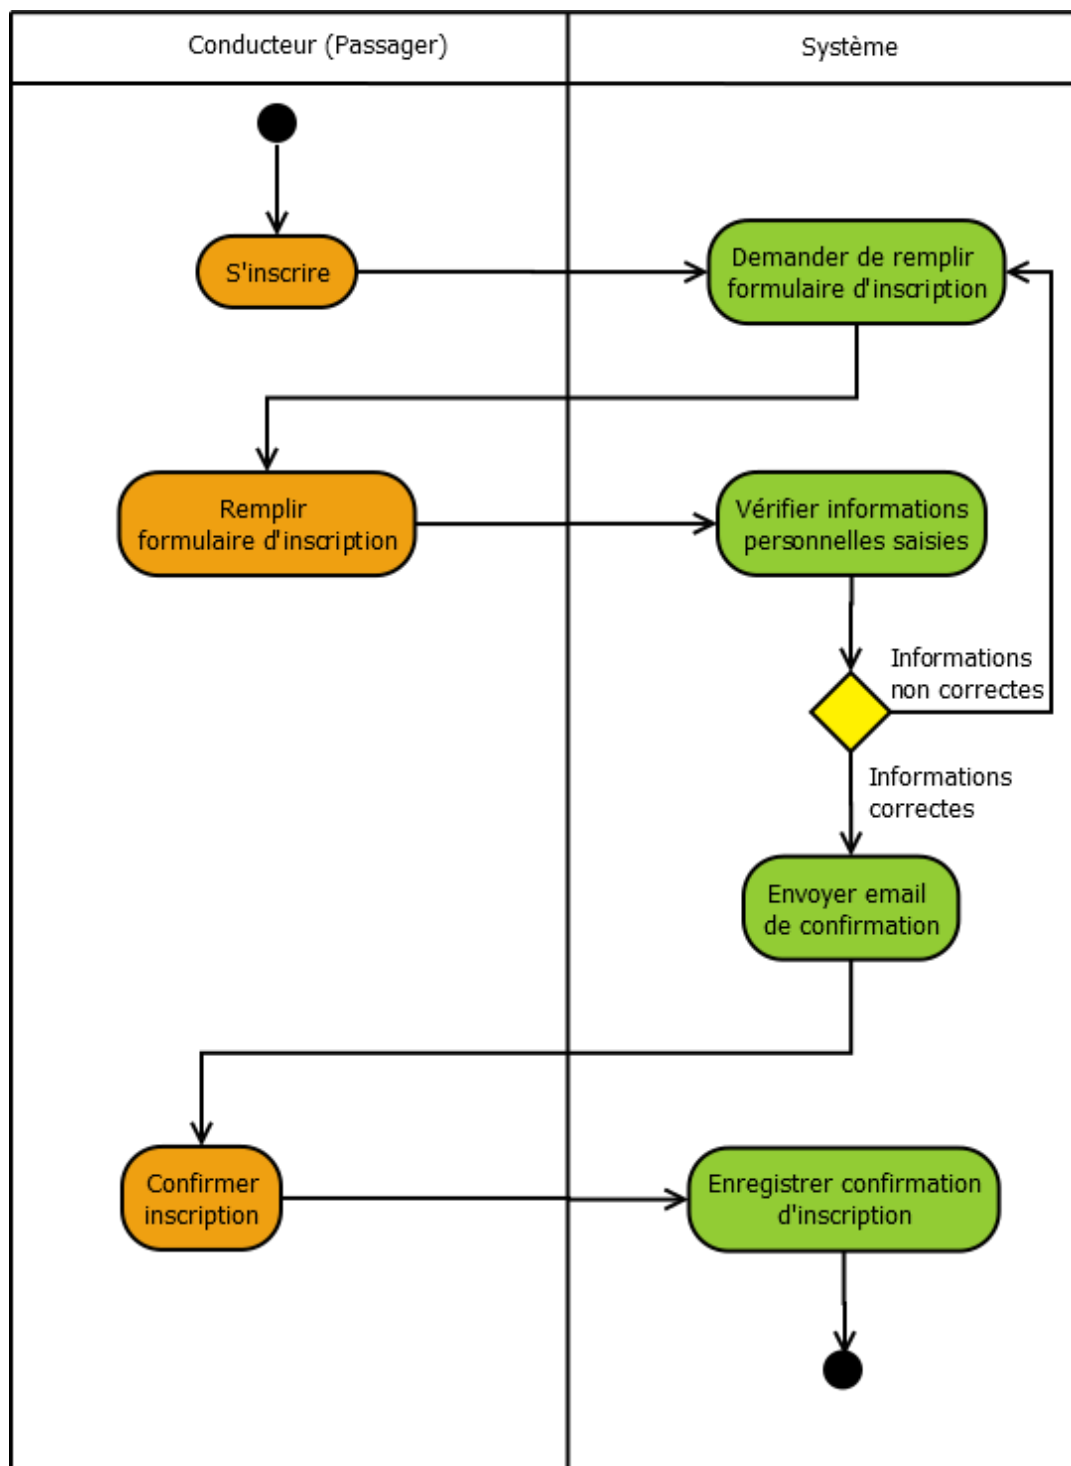 Conducteur (Passager)
Système
S'inscrire
Demander de remplir
formulaire d'inscription
Remplir
formulaire d'inscription
Vérifier informations
personnelles saisies
Informations
non correctes
Informations
correctes
Envoyer email
de confirmation
Confirmer
inscription
Enregistrer confirmation
d'inscription